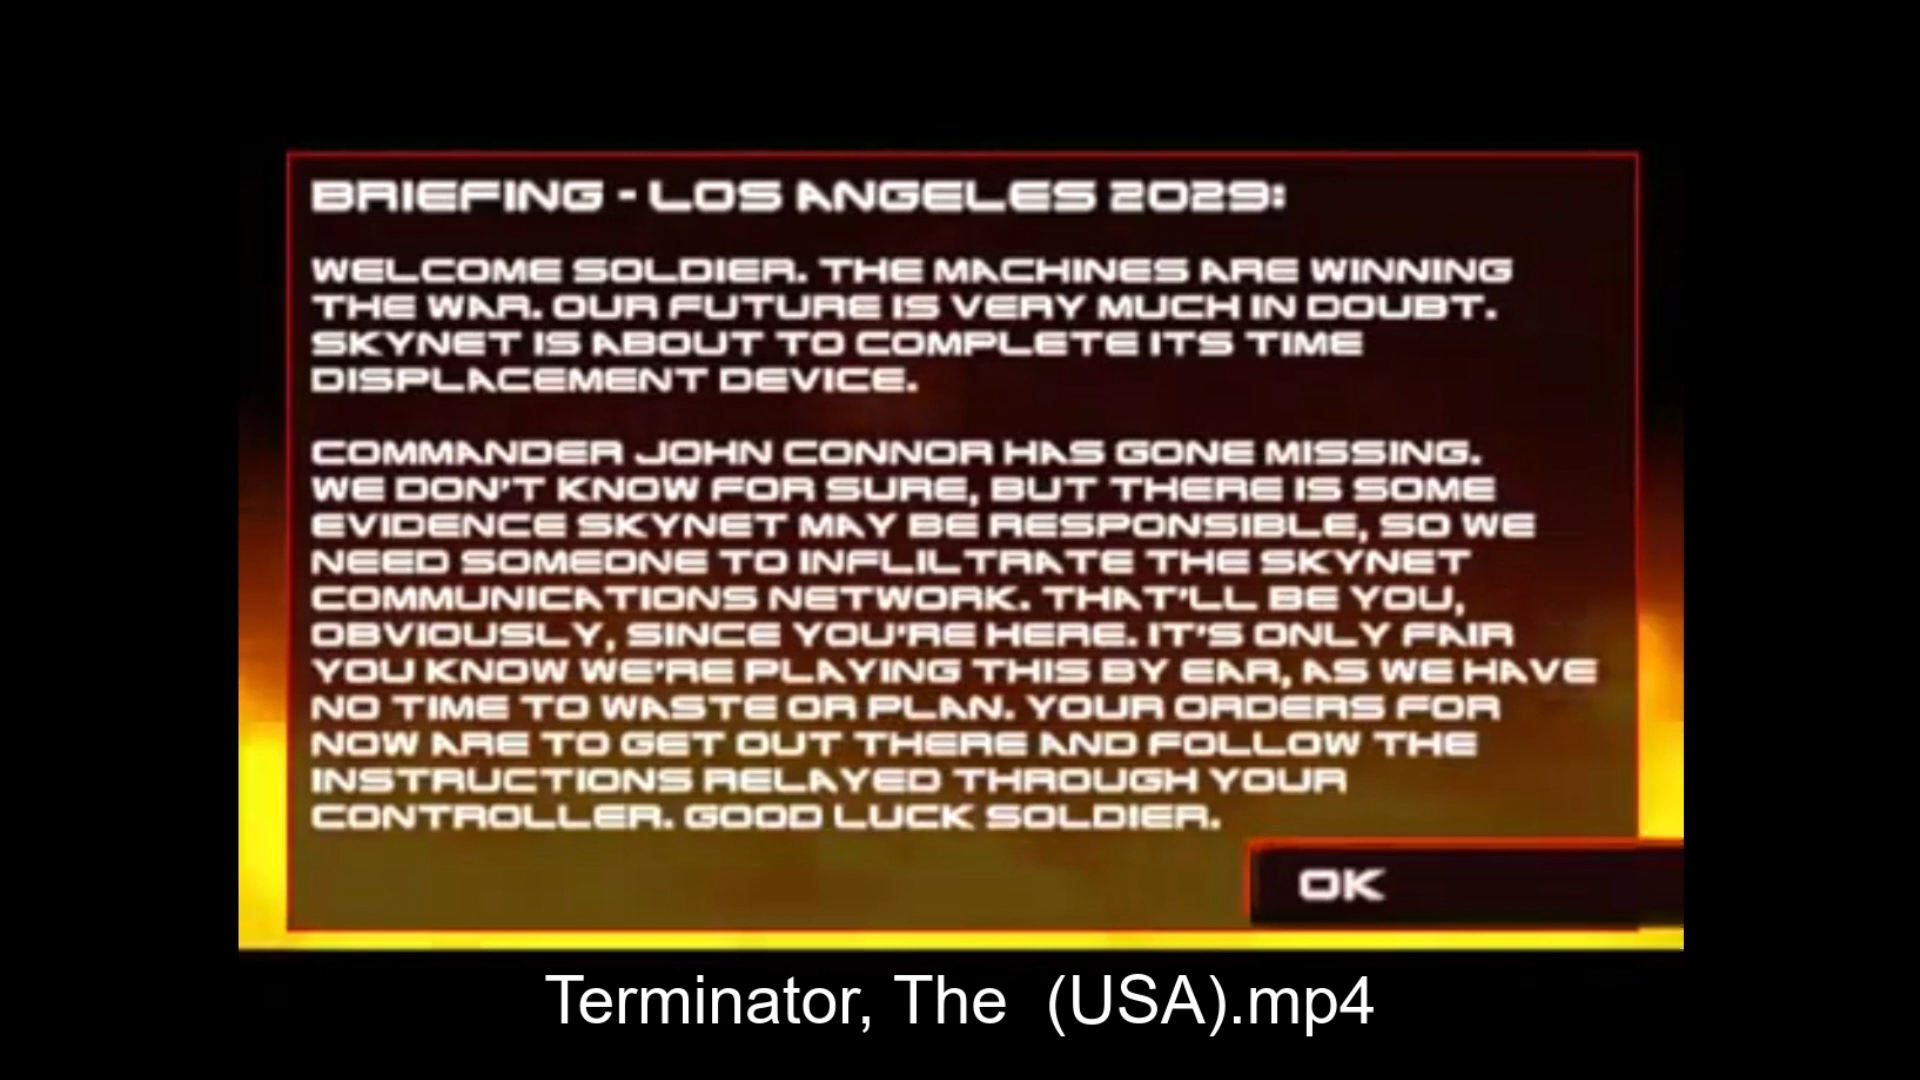 BRIEFING - LOS ANGELES 2029:
WELCOME SOLDIER. THE MACHINES ARE WINNING
THE WAR. OUR FUTURE IS VERY MUCH IN DOUBT.
SKYNET IS ABOUT TO COMPLETE ITS TIME
DISPLACEMENT DEVICE.
COMMANDER JOHN CONNOR HAS GONE MISSING.
WE DON'T KNOW FOR SURE, BUT THERE IS SOME
EVIDENCE SKYNET MAY BE RESPONSIBLE, SO WE
NEED SOMEONE TO INFLILTRATE THE SKYNET
COMMUNICATIONS NETWORK. THAT'LL BE YOU,
OBVIOUSLY, SINCE YOU'RE HERE. IT'S ONLY FAIR
YOU KNOW WE'RE PLAYING THIS BY EAR, AS WE HAVE
NO TIME TO WASTE OR PLAN. YOUR ORDERS FOR
NOW ARE TO GET OUT THERE AND FOLLOW THE
INSTRUCTIONS RELAYED THROUGH YOUR
CONTROLLER. GOOD LUCK SOLDIER.
OK
Terminator, The  (USA).mp4